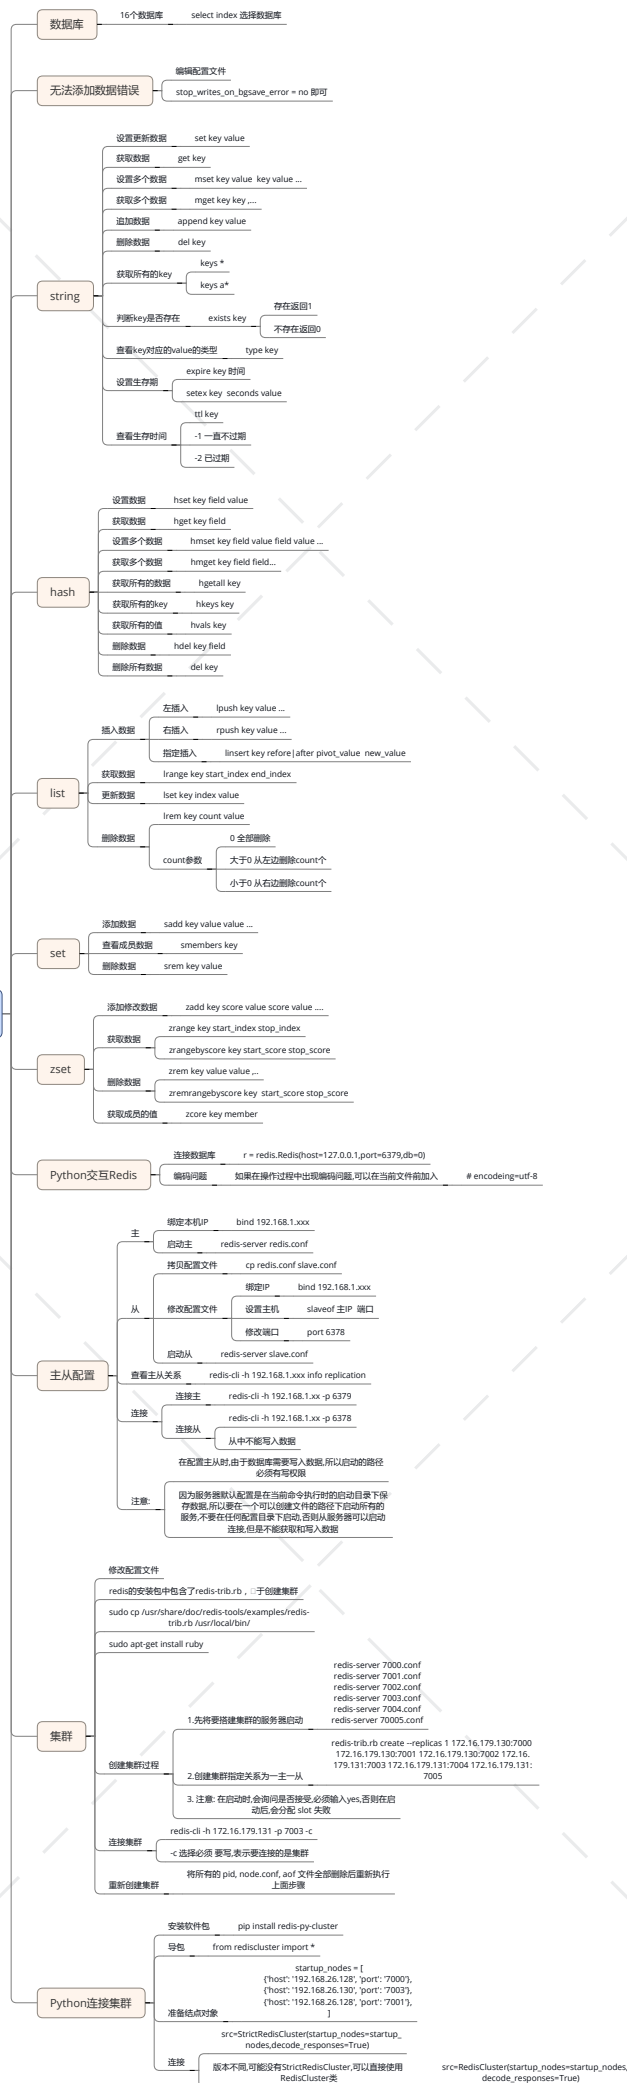 数据库
16个数据库
select index 选择数据库
无法添加数据错误
编辑配置文件
stop_writes_on_bgsave_error = no 即可
string
设置更新数据
set key value
获取数据
get key
设置多个数据
mset key value  key value ...
获取多个数据
mget key key ,...
追加数据
append key value
删除数据
del key
获取所有的key
keys *
keys a*
判断key是否存在
exists key
存在返回1
不存在返回0
查看key对应的value的类型
type key
设置生存期
expire key 时间
setex key  seconds value
查看生存时间
ttl key
-1 一直不过期
-2 已过期
hash
设置数据
hset key field value
获取数据
hget key field
设置多个数据
hmset key field value field value ...
获取多个数据
hmget key field field...
获取所有的数据
hgetall key
获取所有的key
hkeys key
获取所有的值
hvals key
删除数据
hdel key field
删除所有数据
del key
list
插入数据
左插入
lpush key value ...
右插入
rpush key value ...
指定插入
linsert key refore|after pivot_value  new_value
获取数据
lrange key start_index end_index
更新数据
lset key index value
删除数据
lrem key count value
count参数
0 全部删除
大于0 从左边删除count个
小于0 从右边删除count个
set
添加数据
sadd key value value ...
查看成员数据
smembers key
删除数据
srem key value
zset
添加修改数据
zadd key score value score value ....
获取数据
zrange key start_index stop_index
zrangebyscore key start_score stop_score
删除数据
zrem key value value ,..
zremrangebyscore key  start_score stop_score
获取成员的值
zcore key member
Python交互Redis
连接数据库
r = redis.Redis(host=127.0.0.1,port=6379,db=0)
编码问题
如果在操作过程中出现编码问题,可以在当前文件前加入
# encodeing=utf-8
主从配置
主
绑定本机IP
bind 192.168.1.xxx
启动主
redis-server redis.conf
从
拷贝配置文件
cp redis.conf slave.conf
修改配置文件
绑定IP
bind 192.168.1.xxx
设置主机
slaveof 主IP  端口
修改端口
port 6378
启动从
redis-server slave.conf
查看主从关系
redis-cli -h 192.168.1.xxx info replication
连接
连接主
redis-cli -h 192.168.1.xx -p 6379
连接从
redis-cli -h 192.168.1.xx -p 6378
从中不能写入数据
注意:
在配置主从时,由于数据库需要写入数据,所以启动的路径
必须有写权限
因为服务器默认配置是在当前命令执行时的启动目录下保
存数据,所以要在一个可以创建文件的路径下启动所有的
服务,不要在任何配置目录下启动,否则从服务器可以启动
连接,但是不能获取和写入数据
集群
修改配置文件
redis的安装包中包含了redis-trib.rb，□于创建集群
sudo cp /usr/share/doc/redis-tools/examples/redis-
trib.rb /usr/local/bin/
sudo apt-get install ruby
创建集群过程
1.先将要搭建集群的服务器启动
redis-server 7000.conf
redis-server 7001.conf
redis-server 7002.conf
redis-server 7003.conf
redis-server 7004.conf
redis-server 70005.conf
2.创建集群指定关系为一主一从
redis-trib.rb create --replicas 1 172.16.179.130:7000
172.16.179.130:7001 172.16.179.130:7002 172.16.
179.131:7003 172.16.179.131:7004 172.16.179.131:
7005
3. 注意: 在启动时,会询问是否接受,必须输入yes,否则在启
动后,会分配 slot 失败
连接集群
redis-cli -h 172.16.179.131 -p 7003 -c
-c 选择必须 要写,表示要连接的是集群
重新创建集群
将所有的 pid, node.conf, aof 文件全部删除后重新执行
上面步骤
Python连接集群
安装软件包
pip install redis-py-cluster
导包
from rediscluster import *
准备结点对象
startup_nodes = [
{'host': '192.168.26.128', 'port': '7000'},
{'host': '192.168.26.130', 'port': '7003'},
{'host': '192.168.26.128', 'port': '7001'},
]
连接
src=StrictRedisCluster(startup_nodes=startup_
nodes,decode_responses=True)
版本不同,可能没有StrictRedisCluster,可以直接使用
RedisCluster类
src=RedisCluster(startup_nodes=startup_nodes,
decode_responses=True)